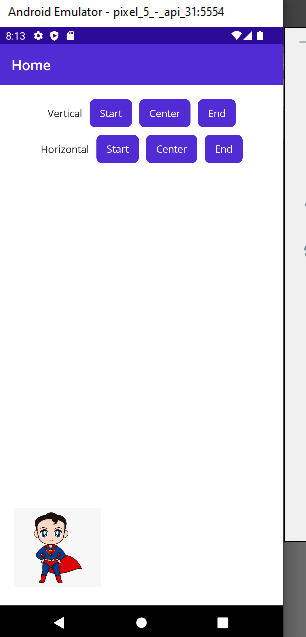 Android Emulator - pixel_5_-_api_31:5554
8:13
Home
Vertical Start Center End
Horizontal Start Center End